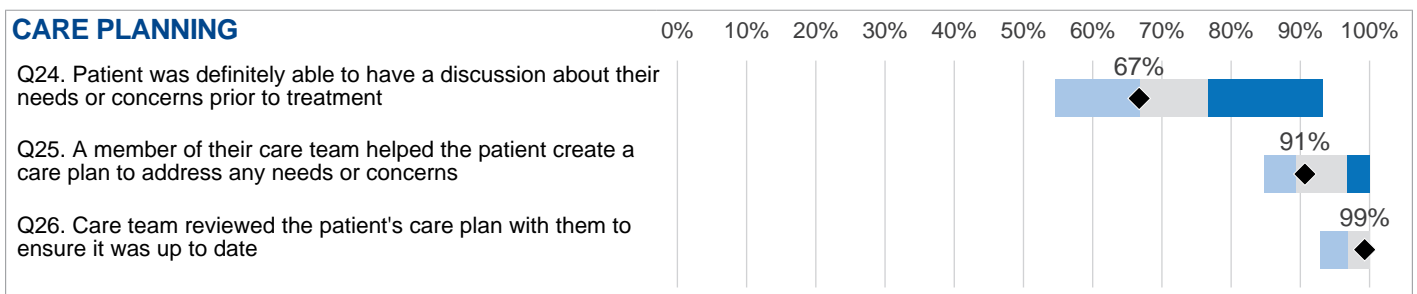 CARE PLANNING
0% 10% 20% 30% 40% 50% 60% 70% 80% 90% 100%
Q24. Patient was definitely able to have a discussion about their
needs or concerns prior to treatment
67%
Q25. A member of their care team helped the patient create a
care plan to address any needs or concerns
91%
Q26. Care team reviewed the patient's care plan with them to
ensure it was up to date
99%